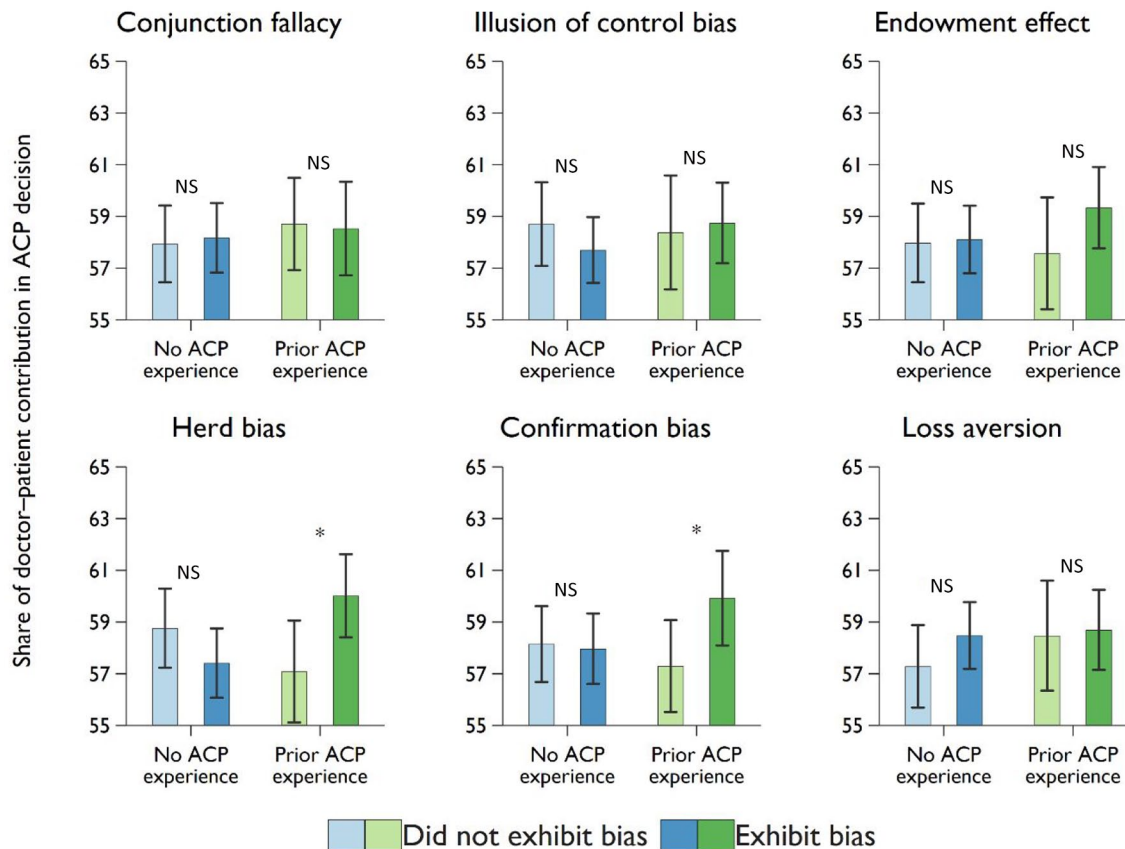 Conjunction fallacy
Illusion of control bias
Endowment effect
Share of doctor–patient contribution in ACP decision
65
63
61
59
57
55
NS
NS
No ACP
experience
Prior ACP
experience
65
63
61
59
57
55
NS
NS
No ACP
experience
Prior ACP
experience
65
63
61
59
57
55
NS
NS
No ACP
experience
Prior ACP
experience
Herd bias
Confirmation bias
Loss aversion
65
63
61
59
57
55
NS
*
No ACP
experience
Prior ACP
experience
65
63
61
59
57
55
NS
*
No ACP
experience
Prior ACP
experience
65
63
61
59
57
55
NS
NS
No ACP
experience
Prior ACP
experience
Did not exhibit bias
Exhibit bias